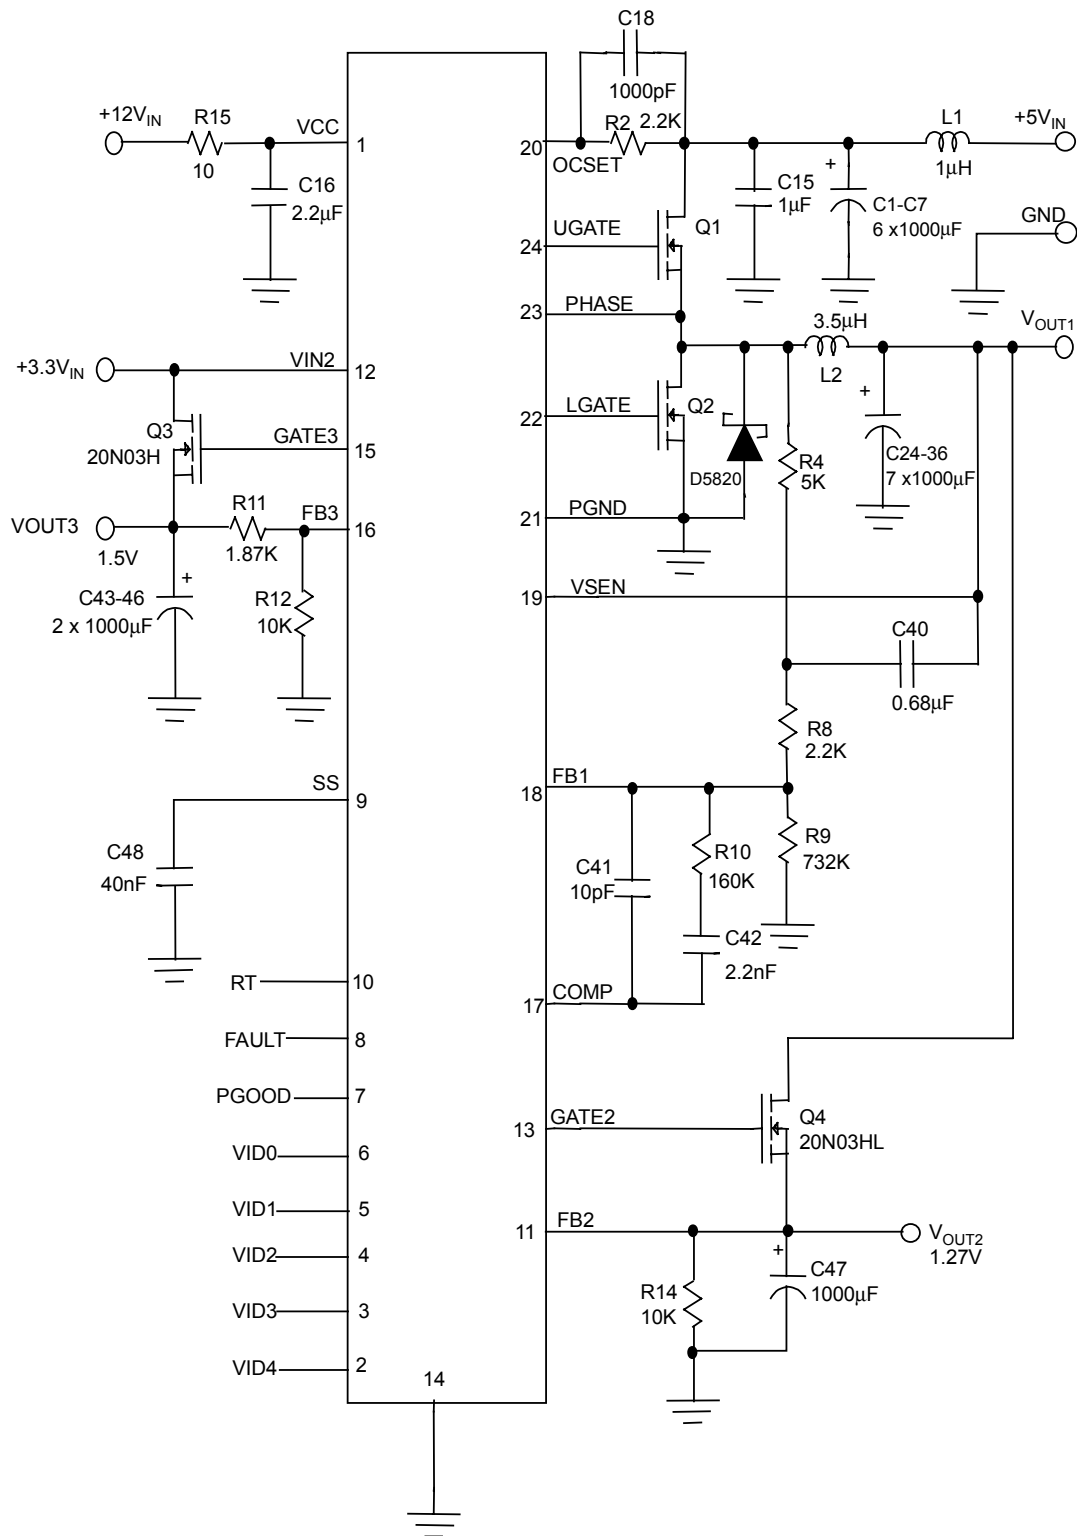 C18
1000pF
+12VIN
R15
10
VCC
1
C16
2.2µF
20
OCSET
R2 2.2K
C15
1µF
+
C1-C7
6 x1000µF
L1
1µH
+5VIN
GND
UGATE
24
Q1
PHASE
23
3.5µH
L2
VOUT1
+3.3VIN
VIN2
12
LGATE
22
Q2
D5820
R4
5K
+
C24-36
7 x1000µF
Q3
20N03H
GATE3
15
PGND
21
VOUT3
1.5V
R11
1.87K
FB3
16
+
C43-46
2 x 1000µF
R12
10K
VSEN
19
C40
0.68µF
R8
2.2K
SS
9
C48
40nF
FB1
18
C41
10pF
R10
160K
R9
732K
C42
2.2nF
COMP
17
RT
10
FAULT
8
PGOOD
7
VID0
6
VID1
5
VID2
4
VID3
3
VID4
2
14
GATE2
13
Q4
20N03HL
FB2
11
VOUT2
1.27V
R14
10K
+
C47
1000µF